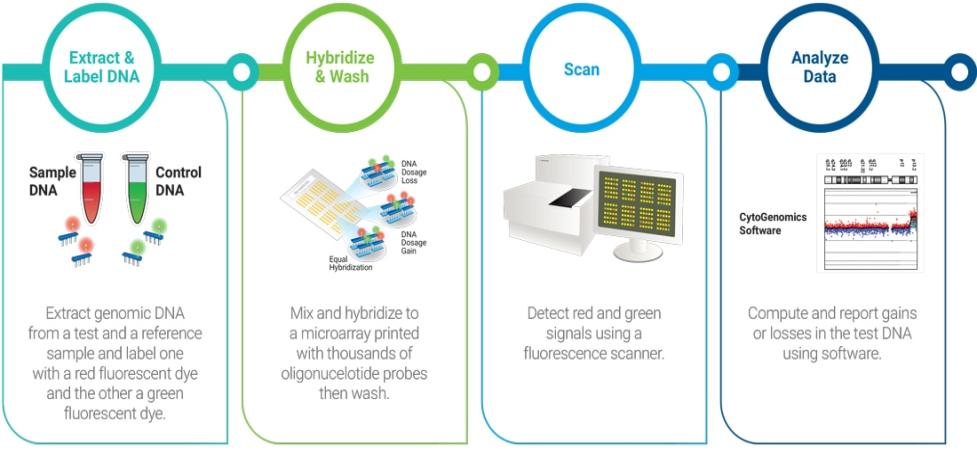 Extract &
Label DNA
Hybridize
& Wash
Scan
Analyze
Data
Sample
DNA
Control
DNA
DNA
Dosage
Loss
DNA
Dosage
Gain
Equal
Hybridization
CytoGenomics
Software
Extract genomic DNA
from a test and a reference
sample and label one
with a red fluorescent dye
and the other a green
fluorescent dye.
Mix and hybridize to
a microarray printed
with thousands of
oligonucelotide probes
then wash.
Detect red and green
signals using a
fluorescence scanner.
Compute and report gains
or losses in the test DNA
using software.